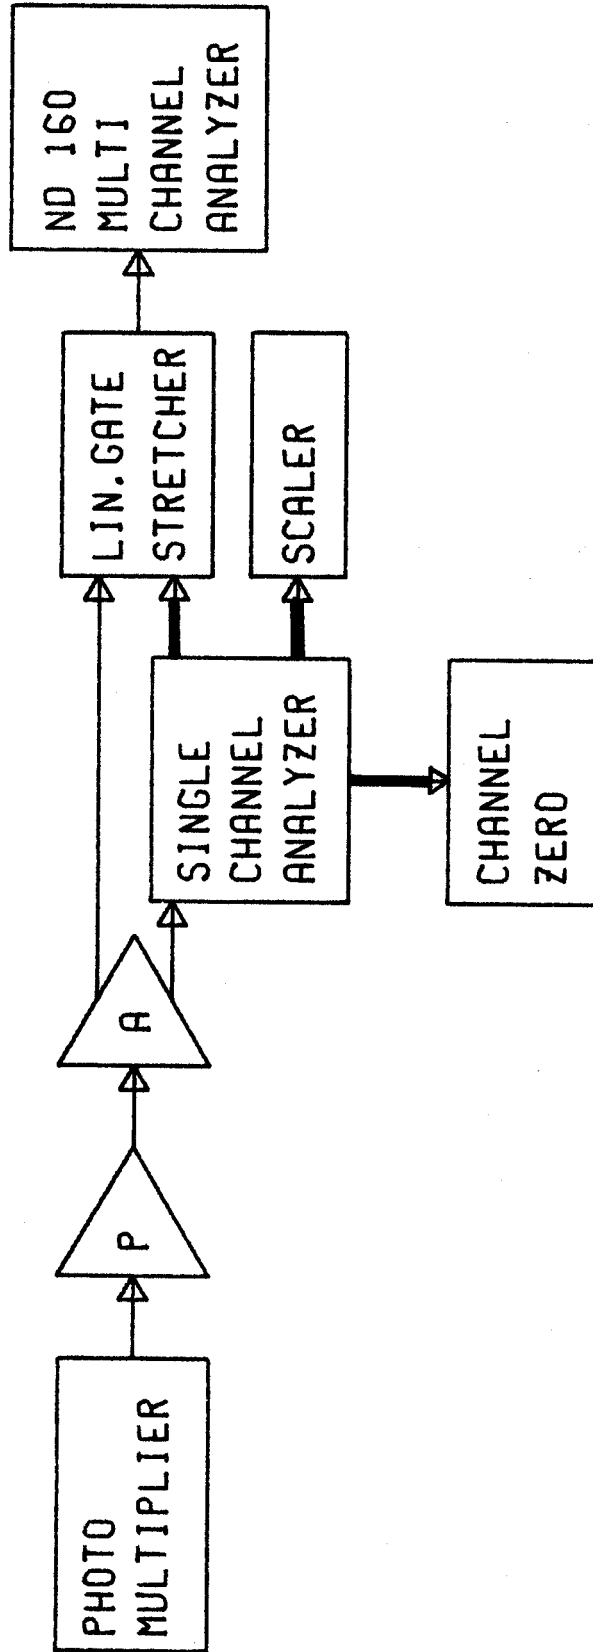 PHOTO
MULTIPLIER
P
A
SINGLE
CHANNEL
ANALYZER
LIN.GATE
STRETCHER
SCALER
CHANNEL
ZERO
ND 160
MULTI
CHANNEL
ANALYZER